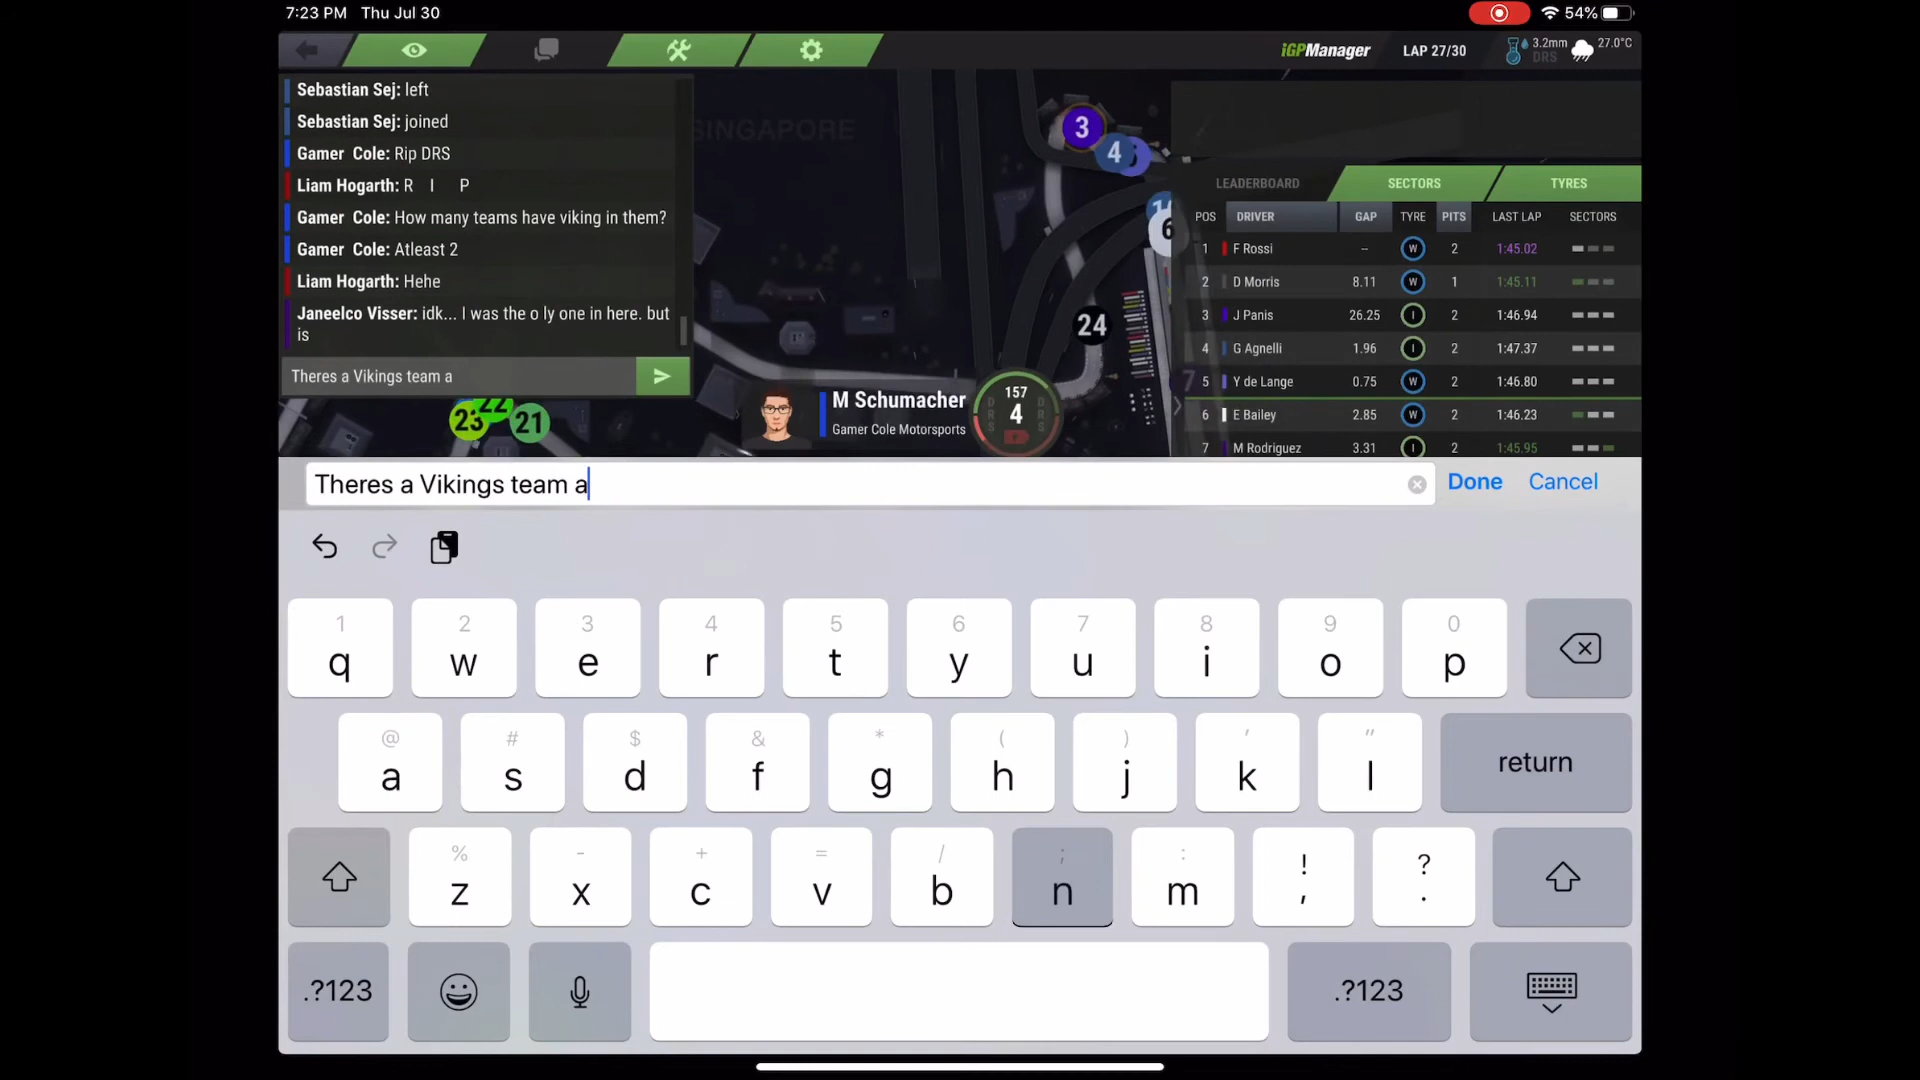 7:23 PM Thu Jul 30
54%
iGPManager
LAP 27/30
3.2mm
DRS
27.0°C
Sebastian Sej: left
Sebastian Sej: joined
Gamer Cole: Rip DRS
Liam Hogarth: R I P
Gamer Cole: How many teams have viking in them?
Gamer Cole: Atleast 2
Liam Hogarth: Hehe
Janeelco Visser: idk... I was the o ly one in here. but
is
Theres a Vikings team a
SINGAPORE
3
4
6
24
7
23
22
21
M Schumacher
Gamer Cole Motorsports
157
4
DRS
DRS
LEADERBOARD SECTORS TYRES
POS DRIVER GAP TYRE PITS LAST LAP SECTORS
1 F Rossi -- W 2 1:45.02
2 D Morris 8.11 W 1 1:45.11
3 J Panis 26.25 I 2 1:46.94
4 G Agnelli 1.96 I 2 1:47.37
5 Y de Lange 0.75 W 2 1:46.80
6 E Bailey 2.85 W 2 1:46.23
7 M Rodriguez 3.31 I 2 1:45.95
Theres a Vikings team a
Done Cancel
1 2 3 4 5 6 7 8 9 0
q w e r t y u i o p
@ # $ & * ( ) ' "
a s d f g h j k l return
% - + = / ; : ! ?
z x c v b n m , .
.?123 .?123